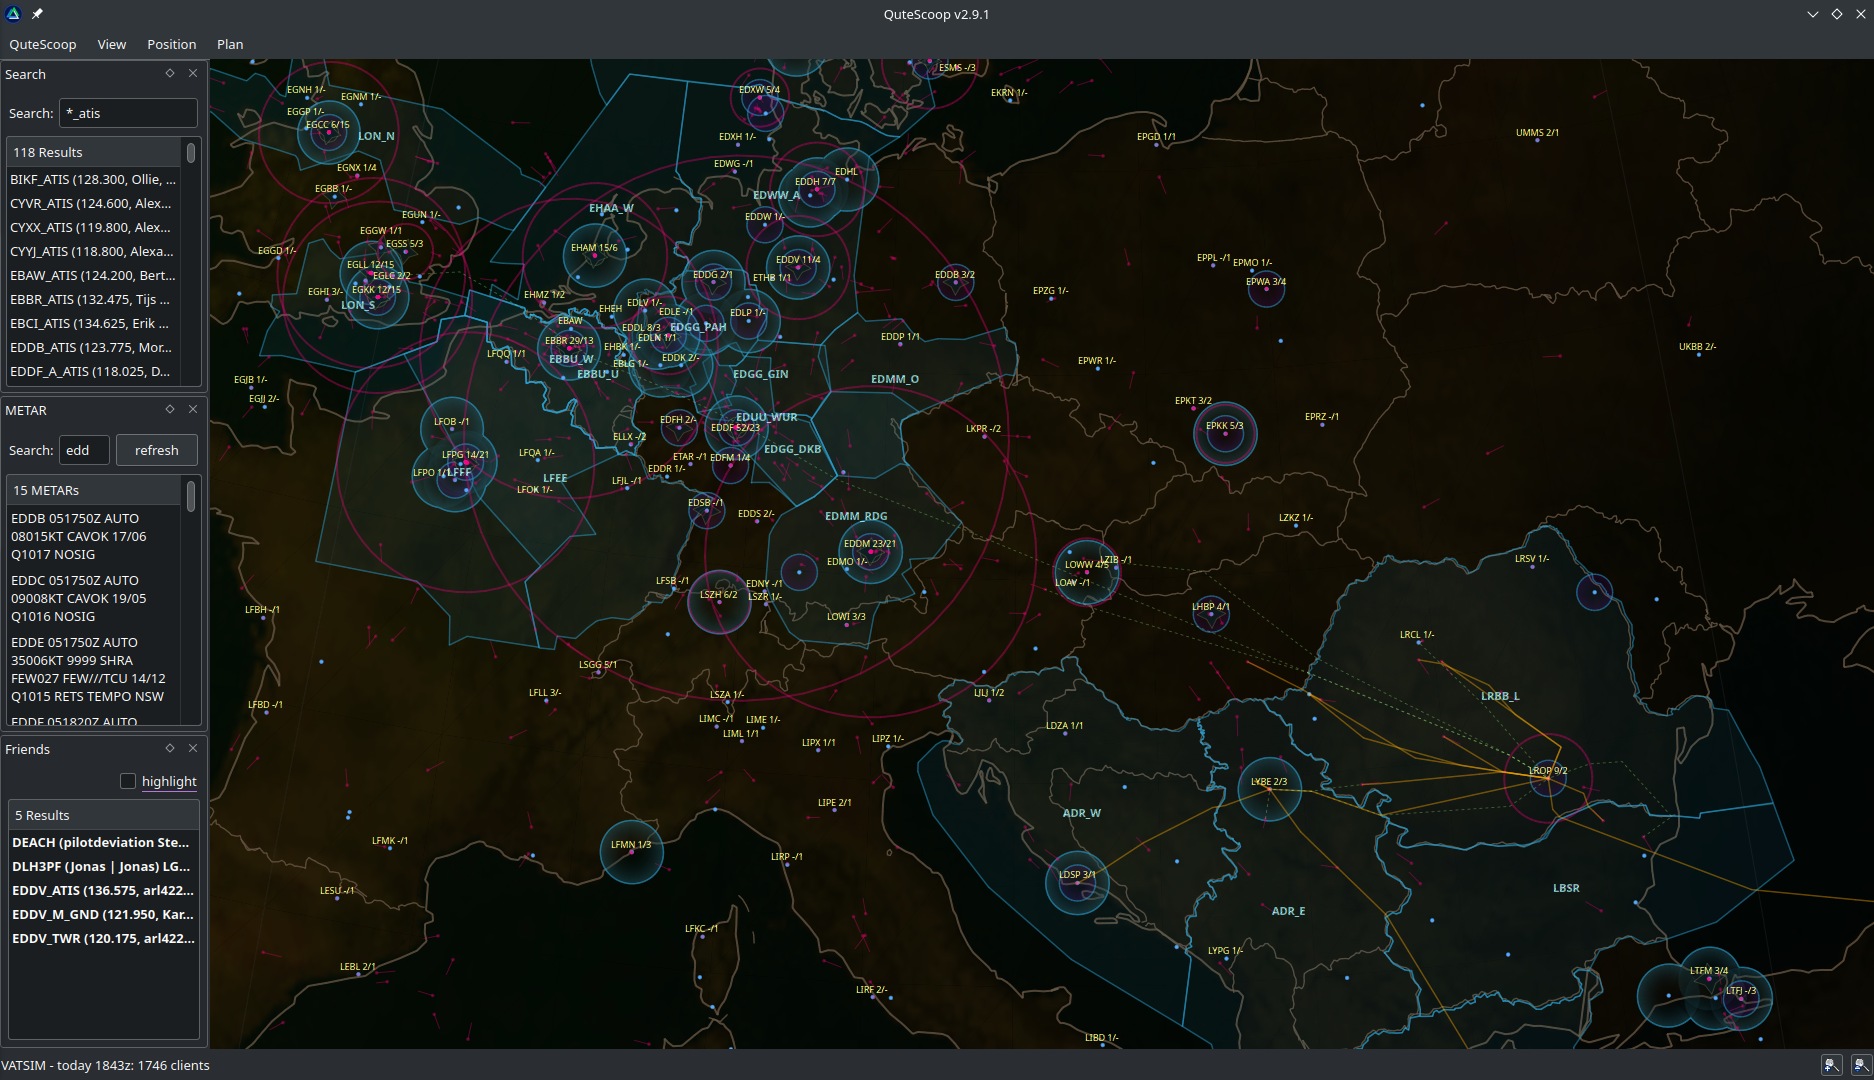 QuteScoop v2.9.1
QuteScoop View Position Plan
Search
Search: *_atis
118 Results
BIKF_ATIS (128.300, Ollie, ...
CYVR_ATIS (124.600, Alex...
CYXX_ATIS (119.800, Alex...
CYYJ_ATIS (118.800, Alexa...
EBAW_ATIS (124.200, Bert...
EBBR_ATIS (132.475, Tijs ...
EBCI_ATIS (134.625, Erik ...
EDDB_ATIS (123.775, Mor...
EDDF_A_ATIS (118.025, D...
METAR
Search: edd refresh
15 METARs
EDDB 051750Z AUTO
08015KT CAVOK 17/06
Q1017 NOSIG
EDDC 051750Z AUTO
09008KT CAVOK 19/05
Q1016 NOSIG
EDDE 051750Z AUTO
35006KT 9999 SHRA
FEW027 FEW///TCU 14/12
Q1015 RETS TEMPO NSW
EDDF 051820Z AUTO
Friends
highlight
5 Results
DEACH (pilotdeviation Ste...
DLH3PF (Jonas | Jonas) LG...
EDDV_ATIS (136.575, arl422...
EDDV_M_GND (121.950, Kar...
EDDV_TWR (120.175, arl422...
ESMS -/3
EGNH 1/-
EGNM 1/-
EDXW 5/4
EKRN 1/-
EGGP 1/-
EGCC 6/15
LON_N
EDXH 1/-
EPGD 1/1
UMMS 2/1
EGNX 1/4
EDWG -/1
EDHL
EDDH 7/7
EGBB 1/-
EDWW_A
EHAA_W
EGUN 1/-
EDDW 1/-
EGGW 1/1
EGSS 5/3
EGGD 1/-
EHAM 15/6
EGLL 12/15
EDDV 11/4
EPPL -/1
EPMO 1/-
EGLC 2/2
EDDG 2/1
ETHB 1/1
EDDB 3/2
EPWA 3/4
EGHI 3/-
EGKK 12/15
LON_S
EHMZ 1/2
EPZG 1/-
EDLV 1/-
EHEH
EDLE -/1
EDLP 1/-
EBAW
EDDL 8/3
EDGG_PAH
EDLN 1/1
EDDP 1/1
EBBR 29/13
EHBK 1/-
UKBB 2/-
LFQQ 1/1
EBBU_W
EBLG 1/-
EDDK 2/-
EPWR 1/-
EBBU_U
EDGG_GIN
EDMM_O
EGJB 1/-
EGJJ 2/-
EPKT 3/2
LFOB -/1
EDFH 2/-
EDUU_WUR
EDDF 52/23
EPKK 5/3
EPRZ -/1
LKPR -/2
ELLX -/2
EDGG_DKB
LFPG 14/21
LFQA 1/-
ETAR -/1
EDFM 1/4
LFFF
EDDR 1/-
LFEE
LFJL -/1
LFOK 1/-
EDSB -/1
EDDS 2/-
EDMM_RDG
LZKZ 1/-
EDDM 23/21
EDMO 1/-
LZIB -/1
LRSV 1/-
LOAV -/1
LFSB -/1
EDNY -/1
LSZH 6/2
LSZR 1/-
LFBH -/1
LOWI 3/3
LHBP 4/1
LRCL 1/-
LSGG 5/1
LFLL 3/-
LSZA 1/-
LJLJ 1/2
LRBB_L
LFBD -/1
LIMC -/1
LIME 1/-
LIML 1/1
LIPX 1/1
LIPZ 1/-
LDZA 1/1
LROP 9/2
LYBE 2/3
LIPE 2/1
ADR_W
LFMK -/1
LFMN 1/3
LIRP -/1
LDSP 3/1
LESU -/1
LBSR
ADR_E
LFKC -/1
LYPG 1/-
LEBL 2/1
LTFM 3/4
LIRF 2/-
LTFJ -/3
LIBD 1/-
VATSIM - today 1843z: 1746 clients